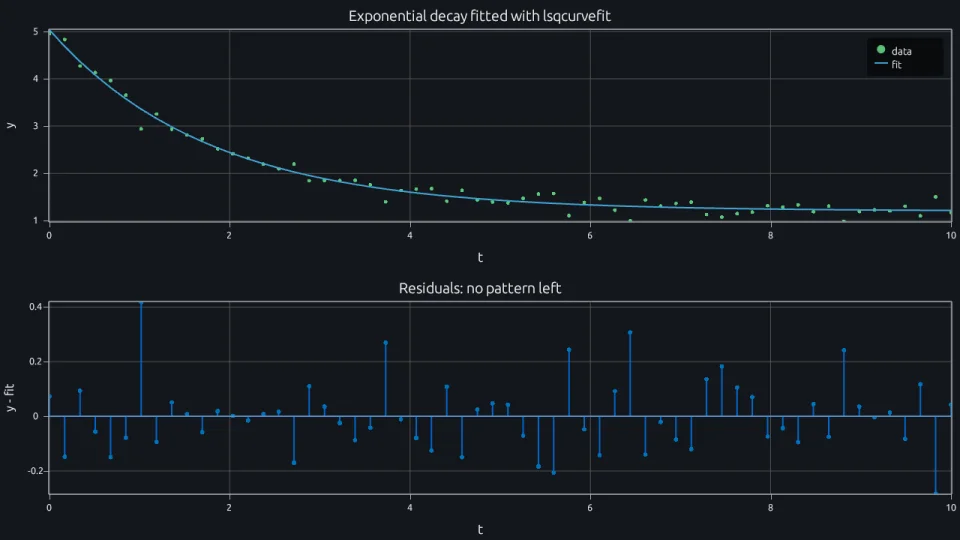 Exponential decay fitted with lsqcurvefit
5
4
3
2
1
y
data
fit
0 2 4 6 8 10
t
Residuals: no pattern left
0.4
0.2
0
-0.2
y - fit
0 2 4 6 8 10
t